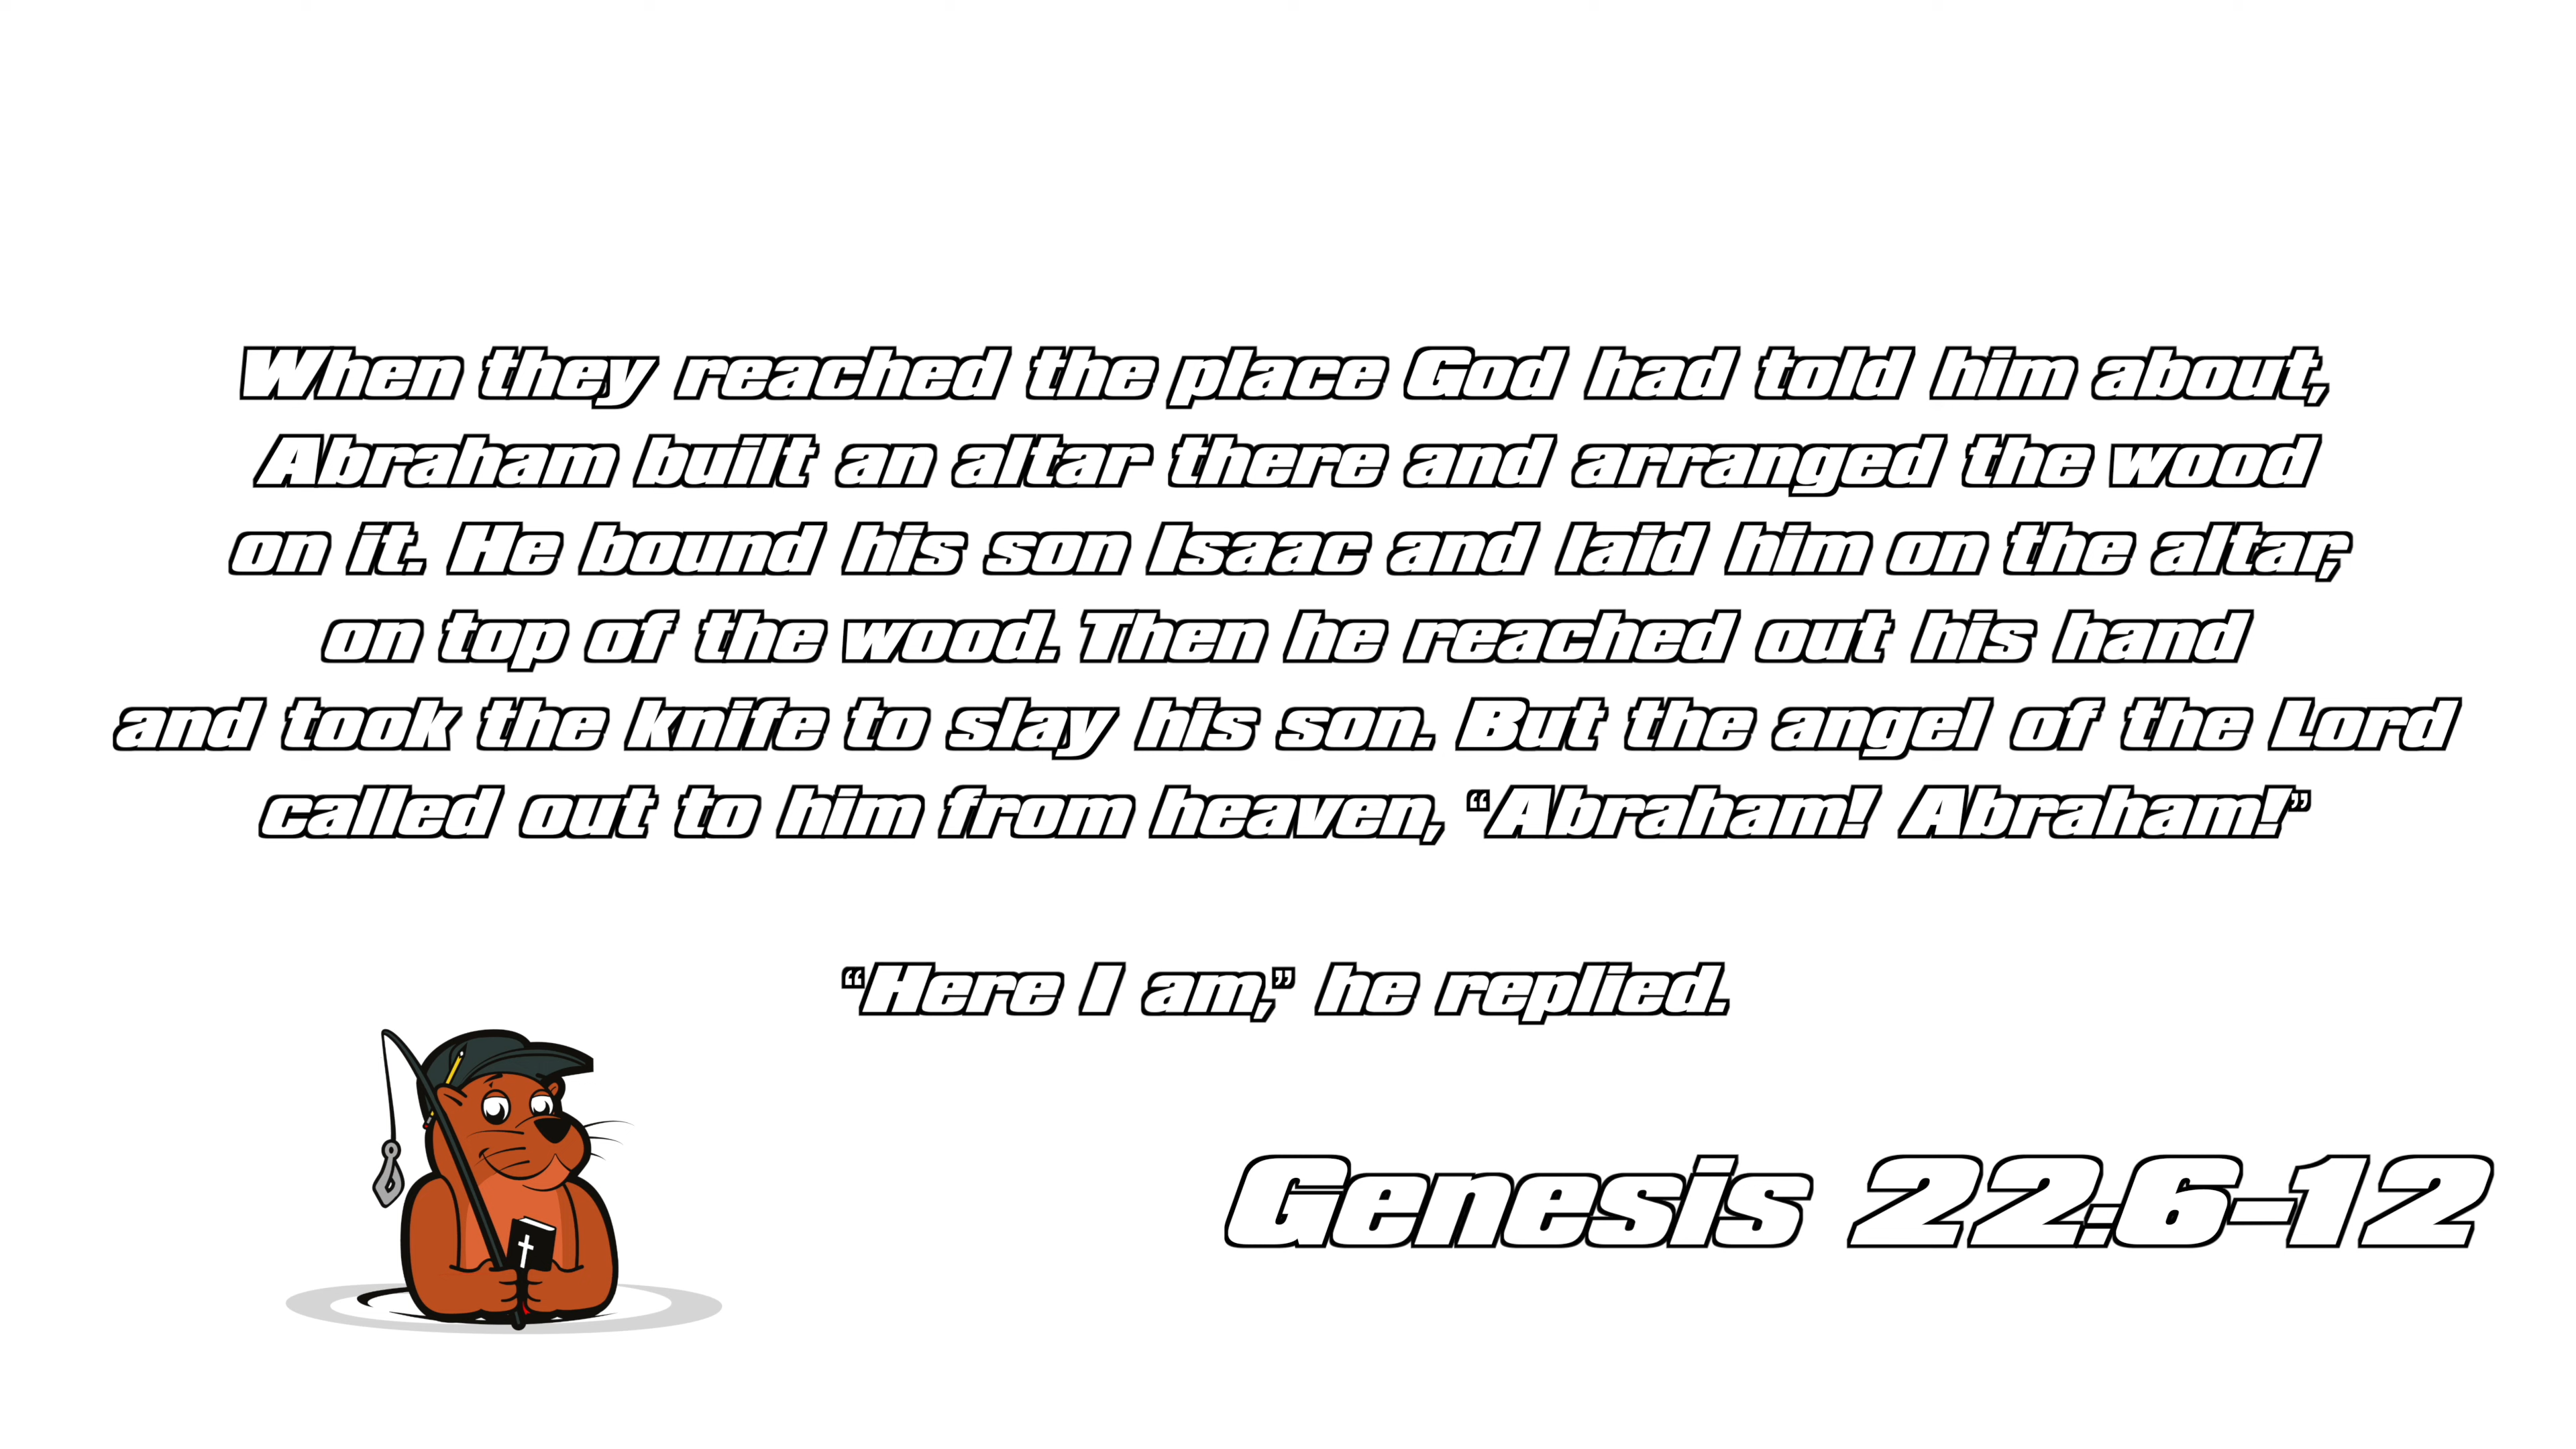 When they reached the place God had told him about,
Abraham built an altar there and arranged the wood
on it. He bound his son Isaac and laid him on the altar,
on top of the wood. Then he reached out his hand
and took the knife to slay his son. But the angel of the Lord
called out to him from heaven, “Abraham! Abraham!”
“Here I am,” he replied.
Genesis 22:6-12